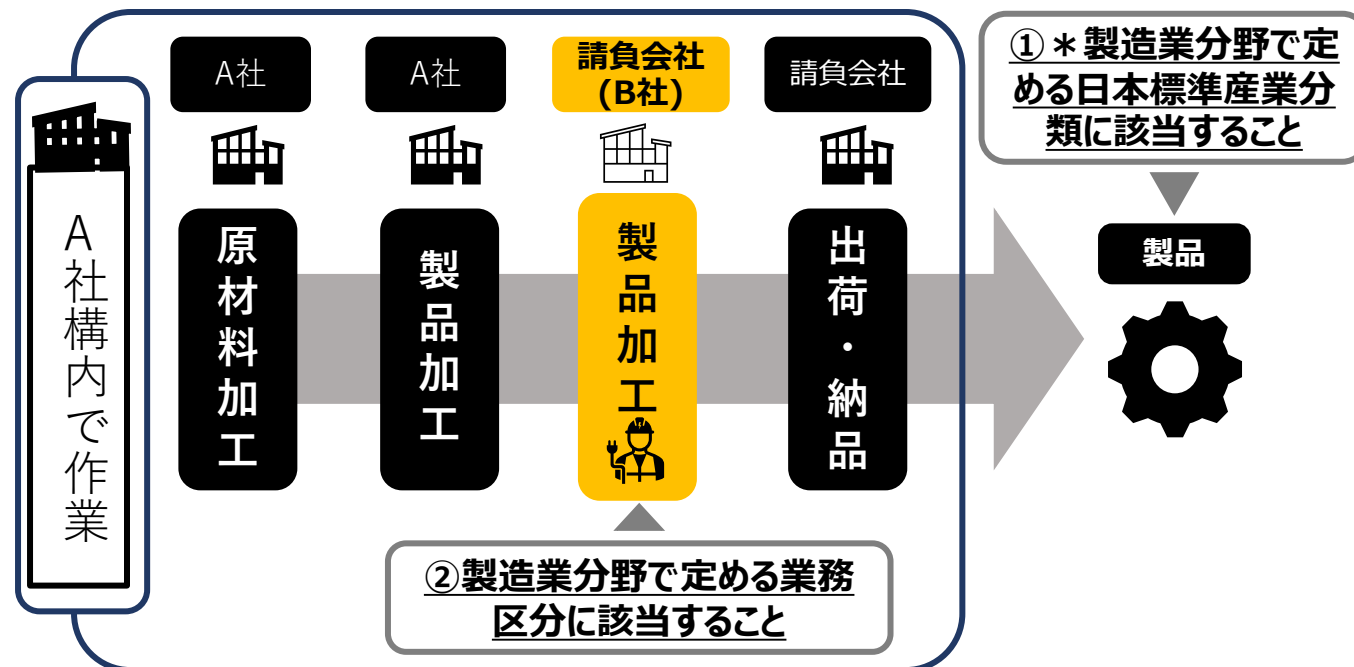 A社構内で作業
A社
A社
請負会社
(B社)
請負会社
原材料加工
製品加工
製品加工
出荷・納品
①＊製造業分野で定
める日本標準産業分
類に該当すること
製品
②製造業分野で定める業務
区分に該当すること